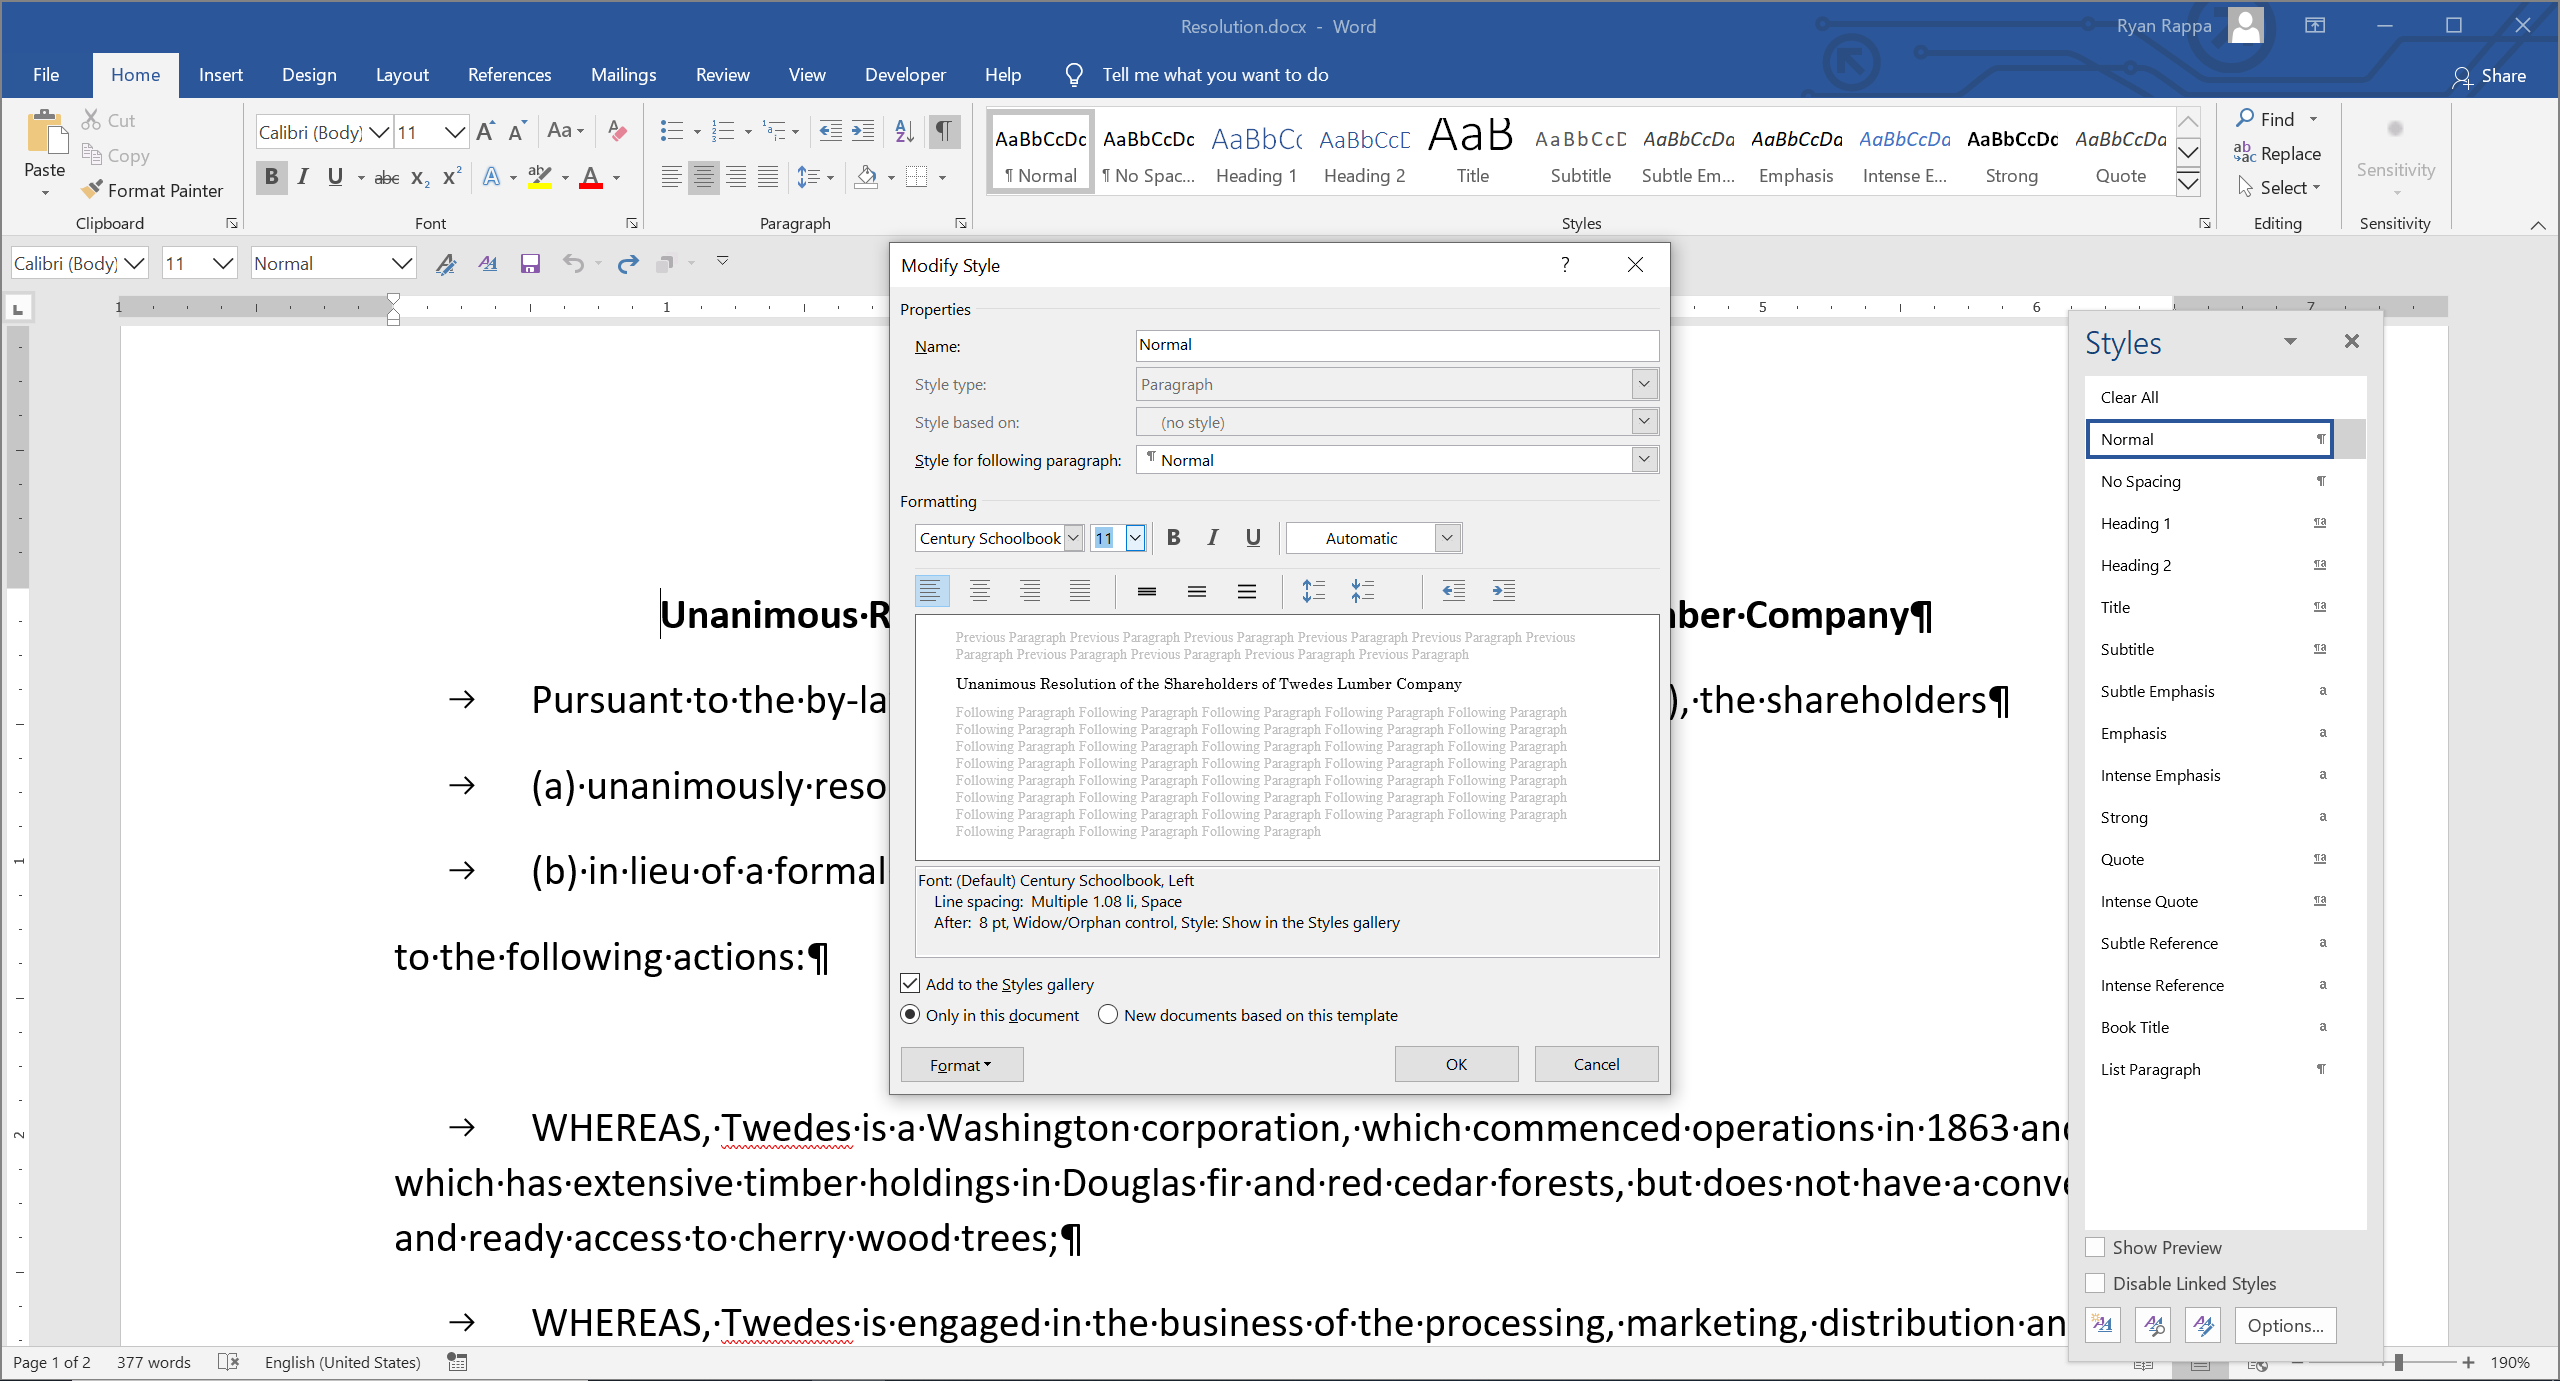 Resolution.docx - Word
Ryan Rappa
File Home Insert Design Layout References Mailings Review View Developer Help Tell me what you want to do
Share
Cut
Copy
Paste
Format Painter
Clipboard
Calibri (Body) 11 Aa
B I U abc X₂ X² A ab A
Font
Paragraph
AaBbCcDc AaBbCcDc AaBbC( AaBbCcD AaB AaBbCcD AaBbCcDa AaBbCcDa AaBbCcDa AaBbCcDc AaBbCcDa
¶ Normal ¶ No Spac... Heading 1 Heading 2 Title Subtitle Subtle Em... Emphasis Intense E... Strong Quote
Styles
Find
Replace
Select
Editing
Sensitivity
Sensitivity
Calibri (Body) 11 Normal
1 1 5 6 7
Modify Style ?
Properties
Name: Normal
Style type: Paragraph
Style based on: (no style)
Style for following paragraph: ¶ Normal
Formatting
Century Schoolbook 11 B I U Automatic
Previous Paragraph Previous Paragraph Previous Paragraph Previous Paragraph Previous Paragraph Previous
Paragraph Previous Paragraph Previous Paragraph Previous Paragraph Previous Paragraph
Unanimous Resolution of the Shareholders of Twedes Lumber Company
Following Paragraph Following Paragraph Following Paragraph Following Paragraph Following Paragraph
Following Paragraph Following Paragraph Following Paragraph Following Paragraph Following Paragraph
Following Paragraph Following Paragraph Following Paragraph Following Paragraph Following Paragraph
Following Paragraph Following Paragraph Following Paragraph Following Paragraph Following Paragraph
Following Paragraph Following Paragraph Following Paragraph Following Paragraph Following Paragraph
Following Paragraph Following Paragraph Following Paragraph Following Paragraph Following Paragraph
Following Paragraph Following Paragraph Following Paragraph Following Paragraph Following Paragraph
Following Paragraph Following Paragraph Following Paragraph
Font: (Default) Century Schoolbook, Left
Line spacing: Multiple 1.08 li, Space
After: 8 pt, Widow/Orphan control, Style: Show in the Styles gallery
Add to the Styles gallery
Only in this document New documents based on this template
Format OK Cancel
Unanimous·R
mber·Company¶
→ Pursuant·to·the·by-la
),·the·shareholders¶
→ (a)·unanimously·reso
→ (b)·in·lieu·of·a·formal
to·the·following·actions:¶
→ WHEREAS,·Twedes·is·a·Washington·corporation,·which·commenced·operations·in·1863·and
which·has·extensive·timber·holdings·in·Douglas·fir·and·red·cedar·forests,·but·does·not·have·a·conve
and·ready·access·to·cherry·wood·trees;¶
→ WHEREAS,·Twedes·is·engaged·in·the·business·of·the·processing,·marketing,·distribution·an
1
2
Styles
Clear All
Normal ¶
No Spacing ¶
Heading 1 ¶a
Heading 2 ¶a
Title ¶a
Subtitle ¶a
Subtle Emphasis a
Emphasis a
Intense Emphasis a
Strong a
Quote ¶a
Intense Quote ¶a
Subtle Reference a
Intense Reference a
Book Title a
List Paragraph ¶
Show Preview
Disable Linked Styles
Options...
Page 1 of 2 377 words English (United States)
190%